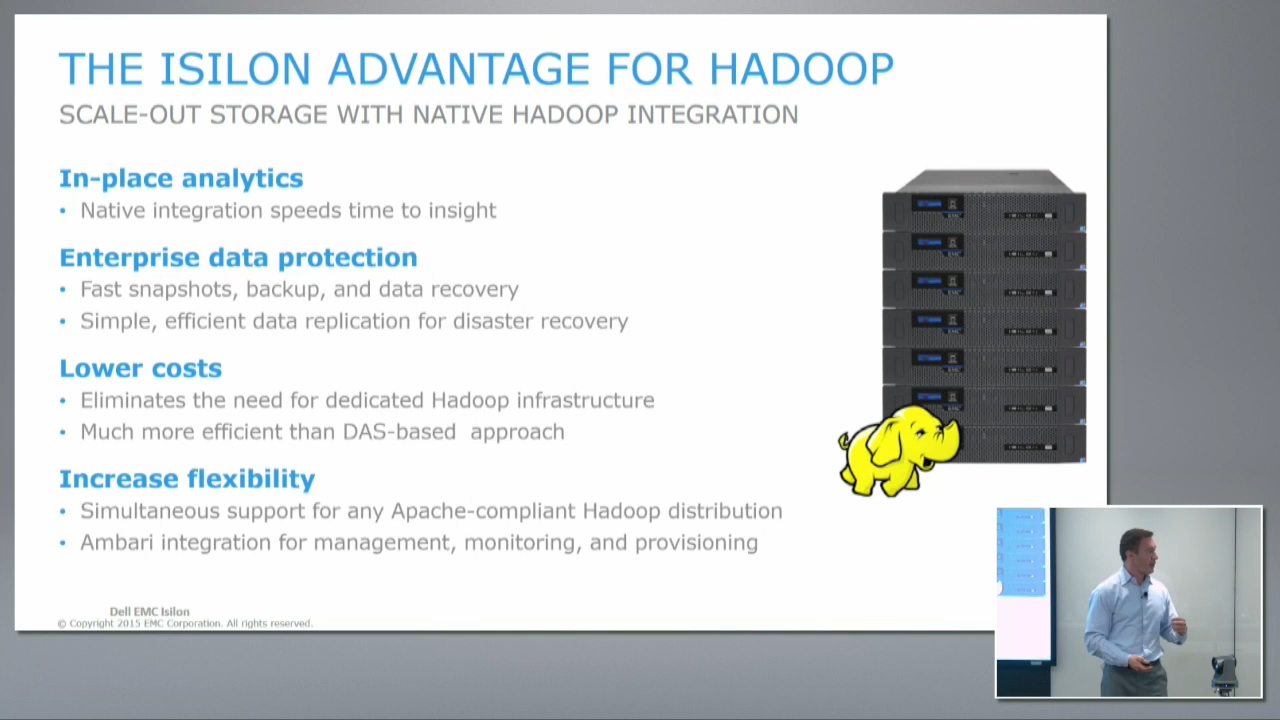 THE ISILON ADVANTAGE FOR HADOOP
SCALE-OUT STORAGE WITH NATIVE HADOOP INTEGRATION
In-place analytics
• Native integration speeds time to insight
Enterprise data protection
• Fast snapshots, backup, and data recovery
• Simple, efficient data replication for disaster recovery
Lower costs
• Eliminates the need for dedicated Hadoop infrastructure
• Much more efficient than DAS-based approach
Increase flexibility
• Simultaneous support for any Apache-compliant Hadoop distribution
• Ambari integration for management, monitoring, and provisioning
Dell EMC Isilon
© Copyright 2015 EMC Corporation. All rights reserved.